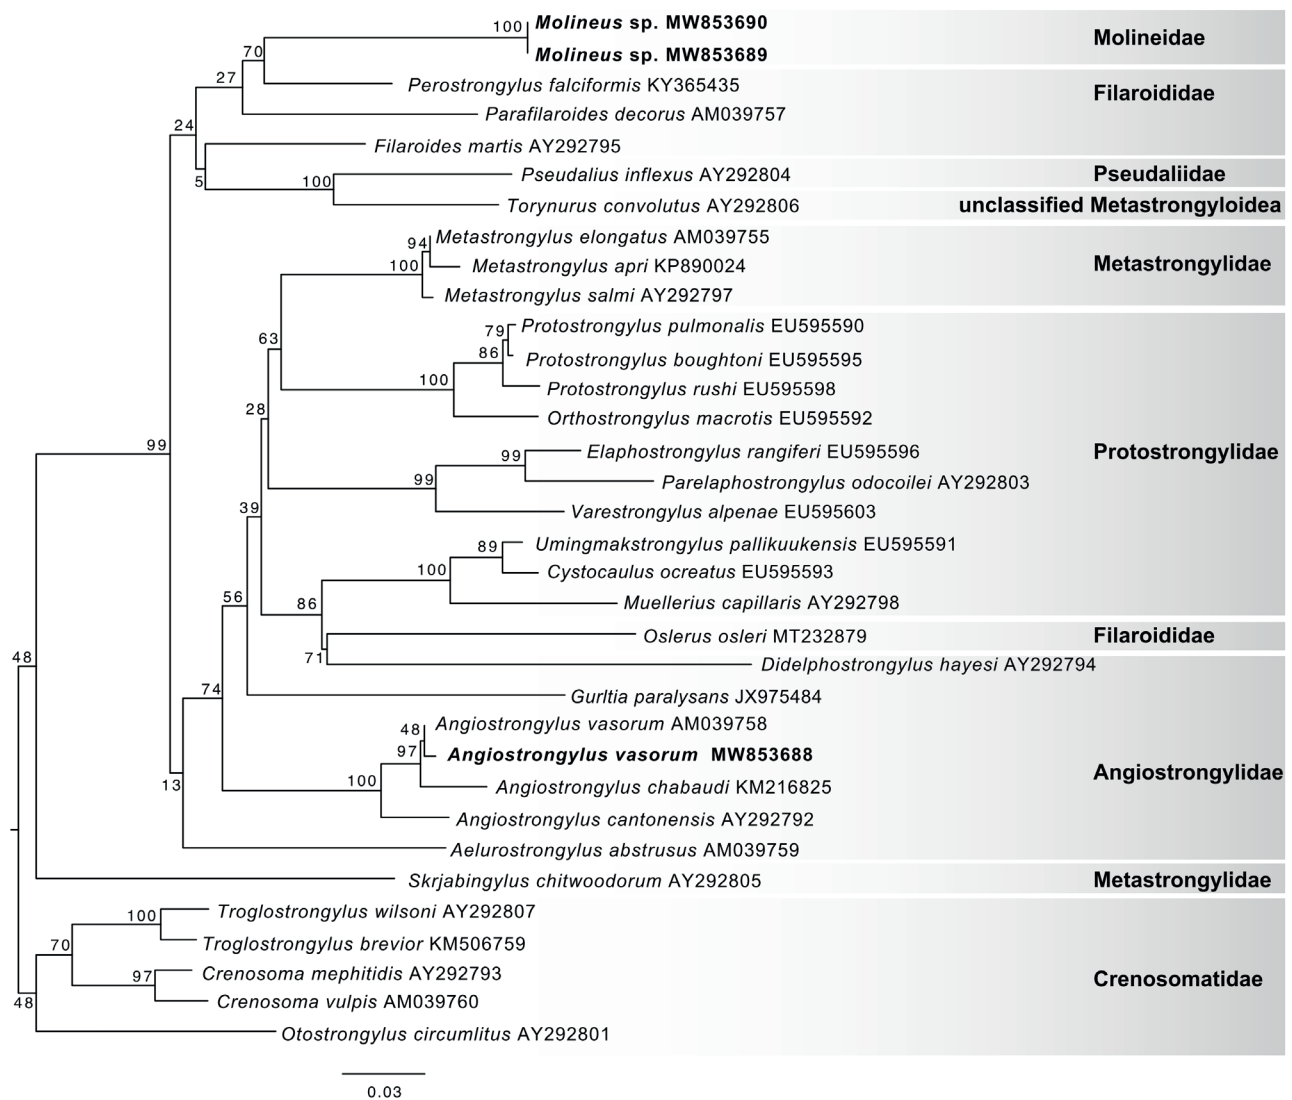 100 Molineus sp. MW853690
Molineidae
Molineus sp. MW853689
70
27 Perostrongylus falciformis KY365435
Filaroididae
Parafilaroides decorus AM039757
24
Filaroides martis AY292795
5 100 Pseudalius inflexus AY292804
Pseudaliidae
Torynurus convolutus AY292806
unclassified Metastrongyloidea
94 Metastrongylus elongatus AM039755
100 Metastrongylus apri KP890024
Metastrongylidae
Metastrongylus salmi AY292797
79 Protostrongylus pulmonalis EU595590
63
86 Protostrongylus boughtoni EU595595
100 Protostrongylus rushi EU595598
28
Orthostrongylus macrotis EU595592
99
99 Elaphostrongylus rangiferi EU595596
Protostrongylidae
99 Parelaphostrongylus odocoilei AY292803
39
Varestrongylus alpenae EU595603
89 Umingmakstrongylus pallikuukensis EU595591
100 Cystocaulus ocreatus EU595593
56 86
Muellerius capillaris AY292798
Oslerus osleri MT232879
Filaroididae
48 71
Didelphostrongylus hayesi AY292794
74
Gurltia paralysans JX975484
48 Angiostrongylus vasorum AM039758
97 Angiostrongylus vasorum MW853688
Angiostrongylidae
13 100 Angiostrongylus chabaudi KM216825
Angiostrongylus cantonensis AY292792
Aelurostrongylus abstrusus AM039759
Skrjabingylus chitwoodorum AY292805
Metastrongylidae
100 Troglostrongylus wilsoni AY292807
70
Troglostrongylus brevior KM506759
97 Crenosoma mephitidis AY292793
Crenosomatidae
48
Crenosoma vulpis AM039760
Otostrongylus circumlitus AY292801
0.03